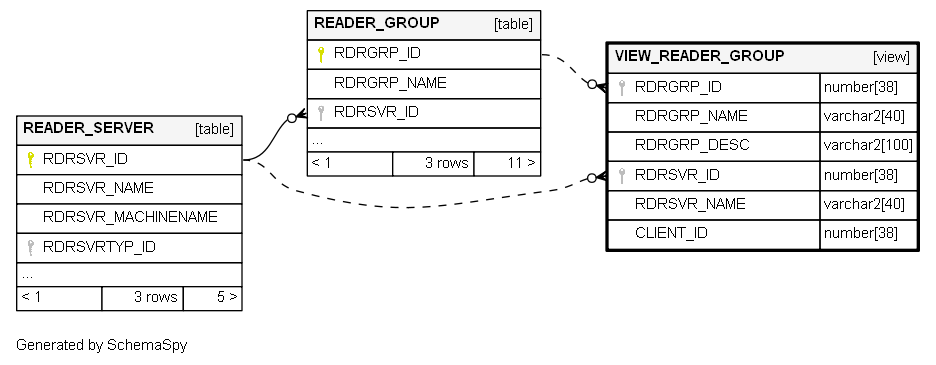 READER_GROUP [table]
RDRGRP_ID
RDRGRP_NAME
RDRSVR_ID
...
< 1 3 rows 11 >
READER_SERVER [table]
RDRSVR_ID
RDRSVR_NAME
RDRSVR_MACHINENAME
RDRSVRTYP_ID
...
< 1 3 rows 5 >
VIEW_READER_GROUP [view]
RDRGRP_ID number[38]
RDRGRP_NAME varchar2[40]
RDRGRP_DESC varchar2[100]
RDRSVR_ID number[38]
RDRSVR_NAME varchar2[40]
CLIENT_ID number[38]
Generated by SchemaSpy